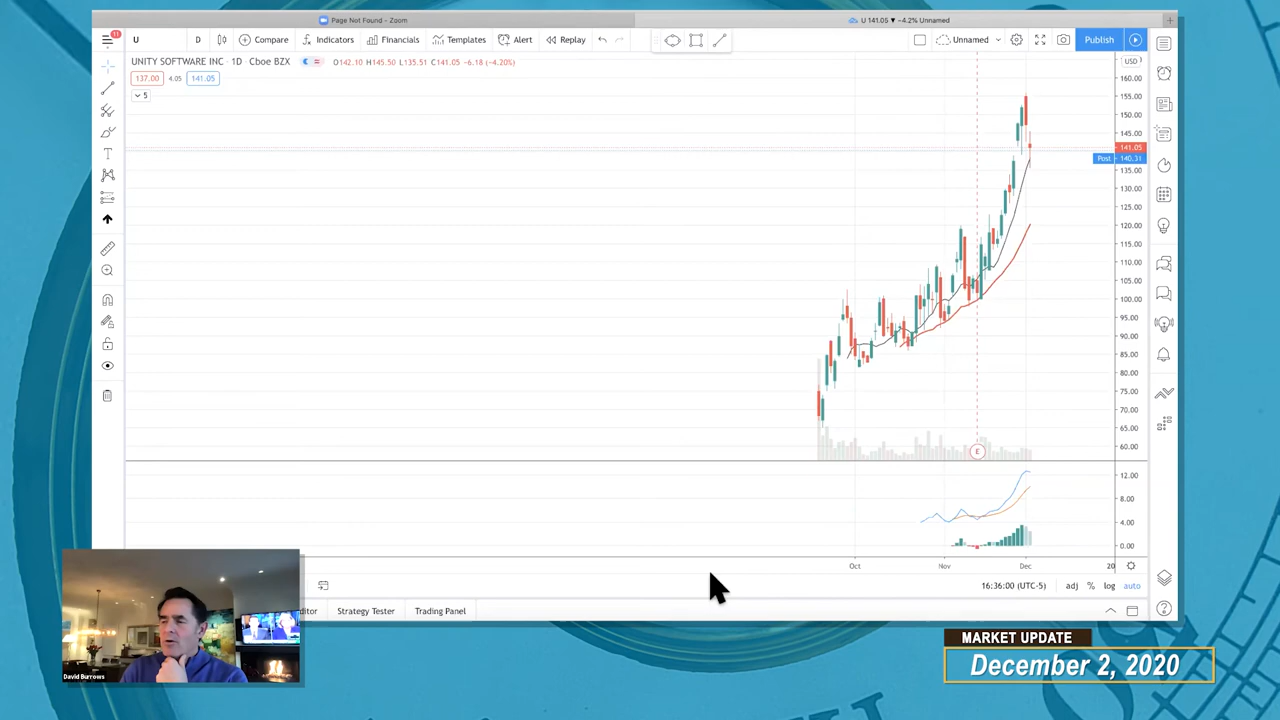 Page Not Found - Zoom
U 141.05 ▼ -4.2% Unnamed
11
U
D
Compare
Indicators
Financials
Templates
Alert
Replay
Unnamed
Publish
UNITY SOFTWARE INC · 1D · Cboe BZX
O142.10 H145.50 L135.51 C141.05 -6.18 (-4.20%)
USD
137.00
4.05
141.05
5
160.00
155.00
150.00
145.00
141.05
Post
140.31
135.00
130.00
125.00
120.00
115.00
110.00
105.00
100.00
95.00
90.00
85.00
80.00
75.00
70.00
65.00
60.00
E
12.00
8.00
4.00
0.00
Oct
Nov
Dec
20
16:36:00 (UTC-5)
adj
%
log
auto
ditor
Strategy Tester
Trading Panel
David Burrows
MARKET UPDATE
December 2, 2020